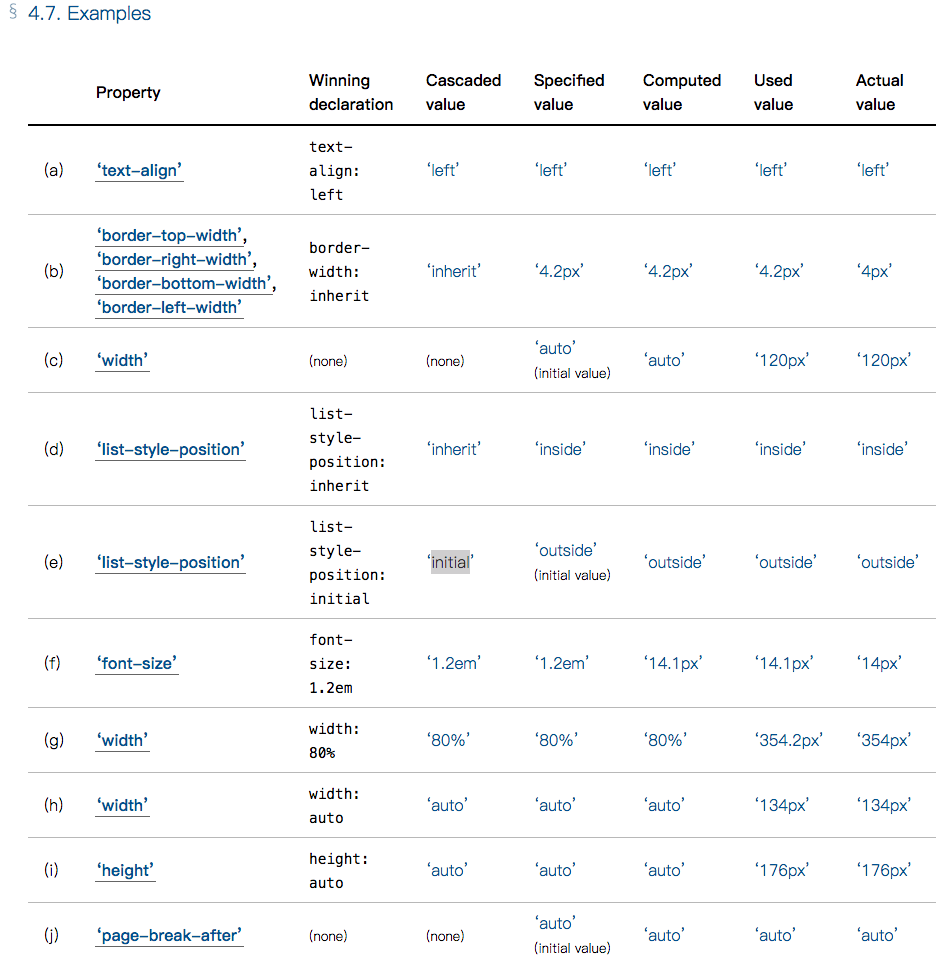 § 4.7. Examples
Property Winning declaration Cascaded value Specified value Computed value Used value Actual value
(a) ‘text-align’ text-align: left ‘left’ ‘left’ ‘left’ ‘left’ ‘left’
(b) ‘border-top-width’, ‘border-right-width’, ‘border-bottom-width’, ‘border-left-width’ border-width: inherit ‘inherit’ ‘4.2px’ ‘4.2px’ ‘4.2px’ ‘4px’
(c) ‘width’ (none) (none) ‘auto’ (initial value) ‘auto’ ‘120px’ ‘120px’
(d) ‘list-style-position’ list-style-position: inherit ‘inherit’ ‘inside’ ‘inside’ ‘inside’ ‘inside’
(e) ‘list-style-position’ list-style-position: initial ‘initial’ ‘outside’ (initial value) ‘outside’ ‘outside’ ‘outside’
(f) ‘font-size’ font-size: 1.2em ‘1.2em’ ‘1.2em’ ‘14.1px’ ‘14.1px’ ‘14px’
(g) ‘width’ width: 80% ‘80%’ ‘80%’ ‘80%’ ‘354.2px’ ‘354px’
(h) ‘width’ width: auto ‘auto’ ‘auto’ ‘auto’ ‘134px’ ‘134px’
(i) ‘height’ height: auto ‘auto’ ‘auto’ ‘auto’ ‘176px’ ‘176px’
(j) ‘page-break-after’ (none) (none) ‘auto’ (initial value) ‘auto’ ‘auto’ ‘auto’